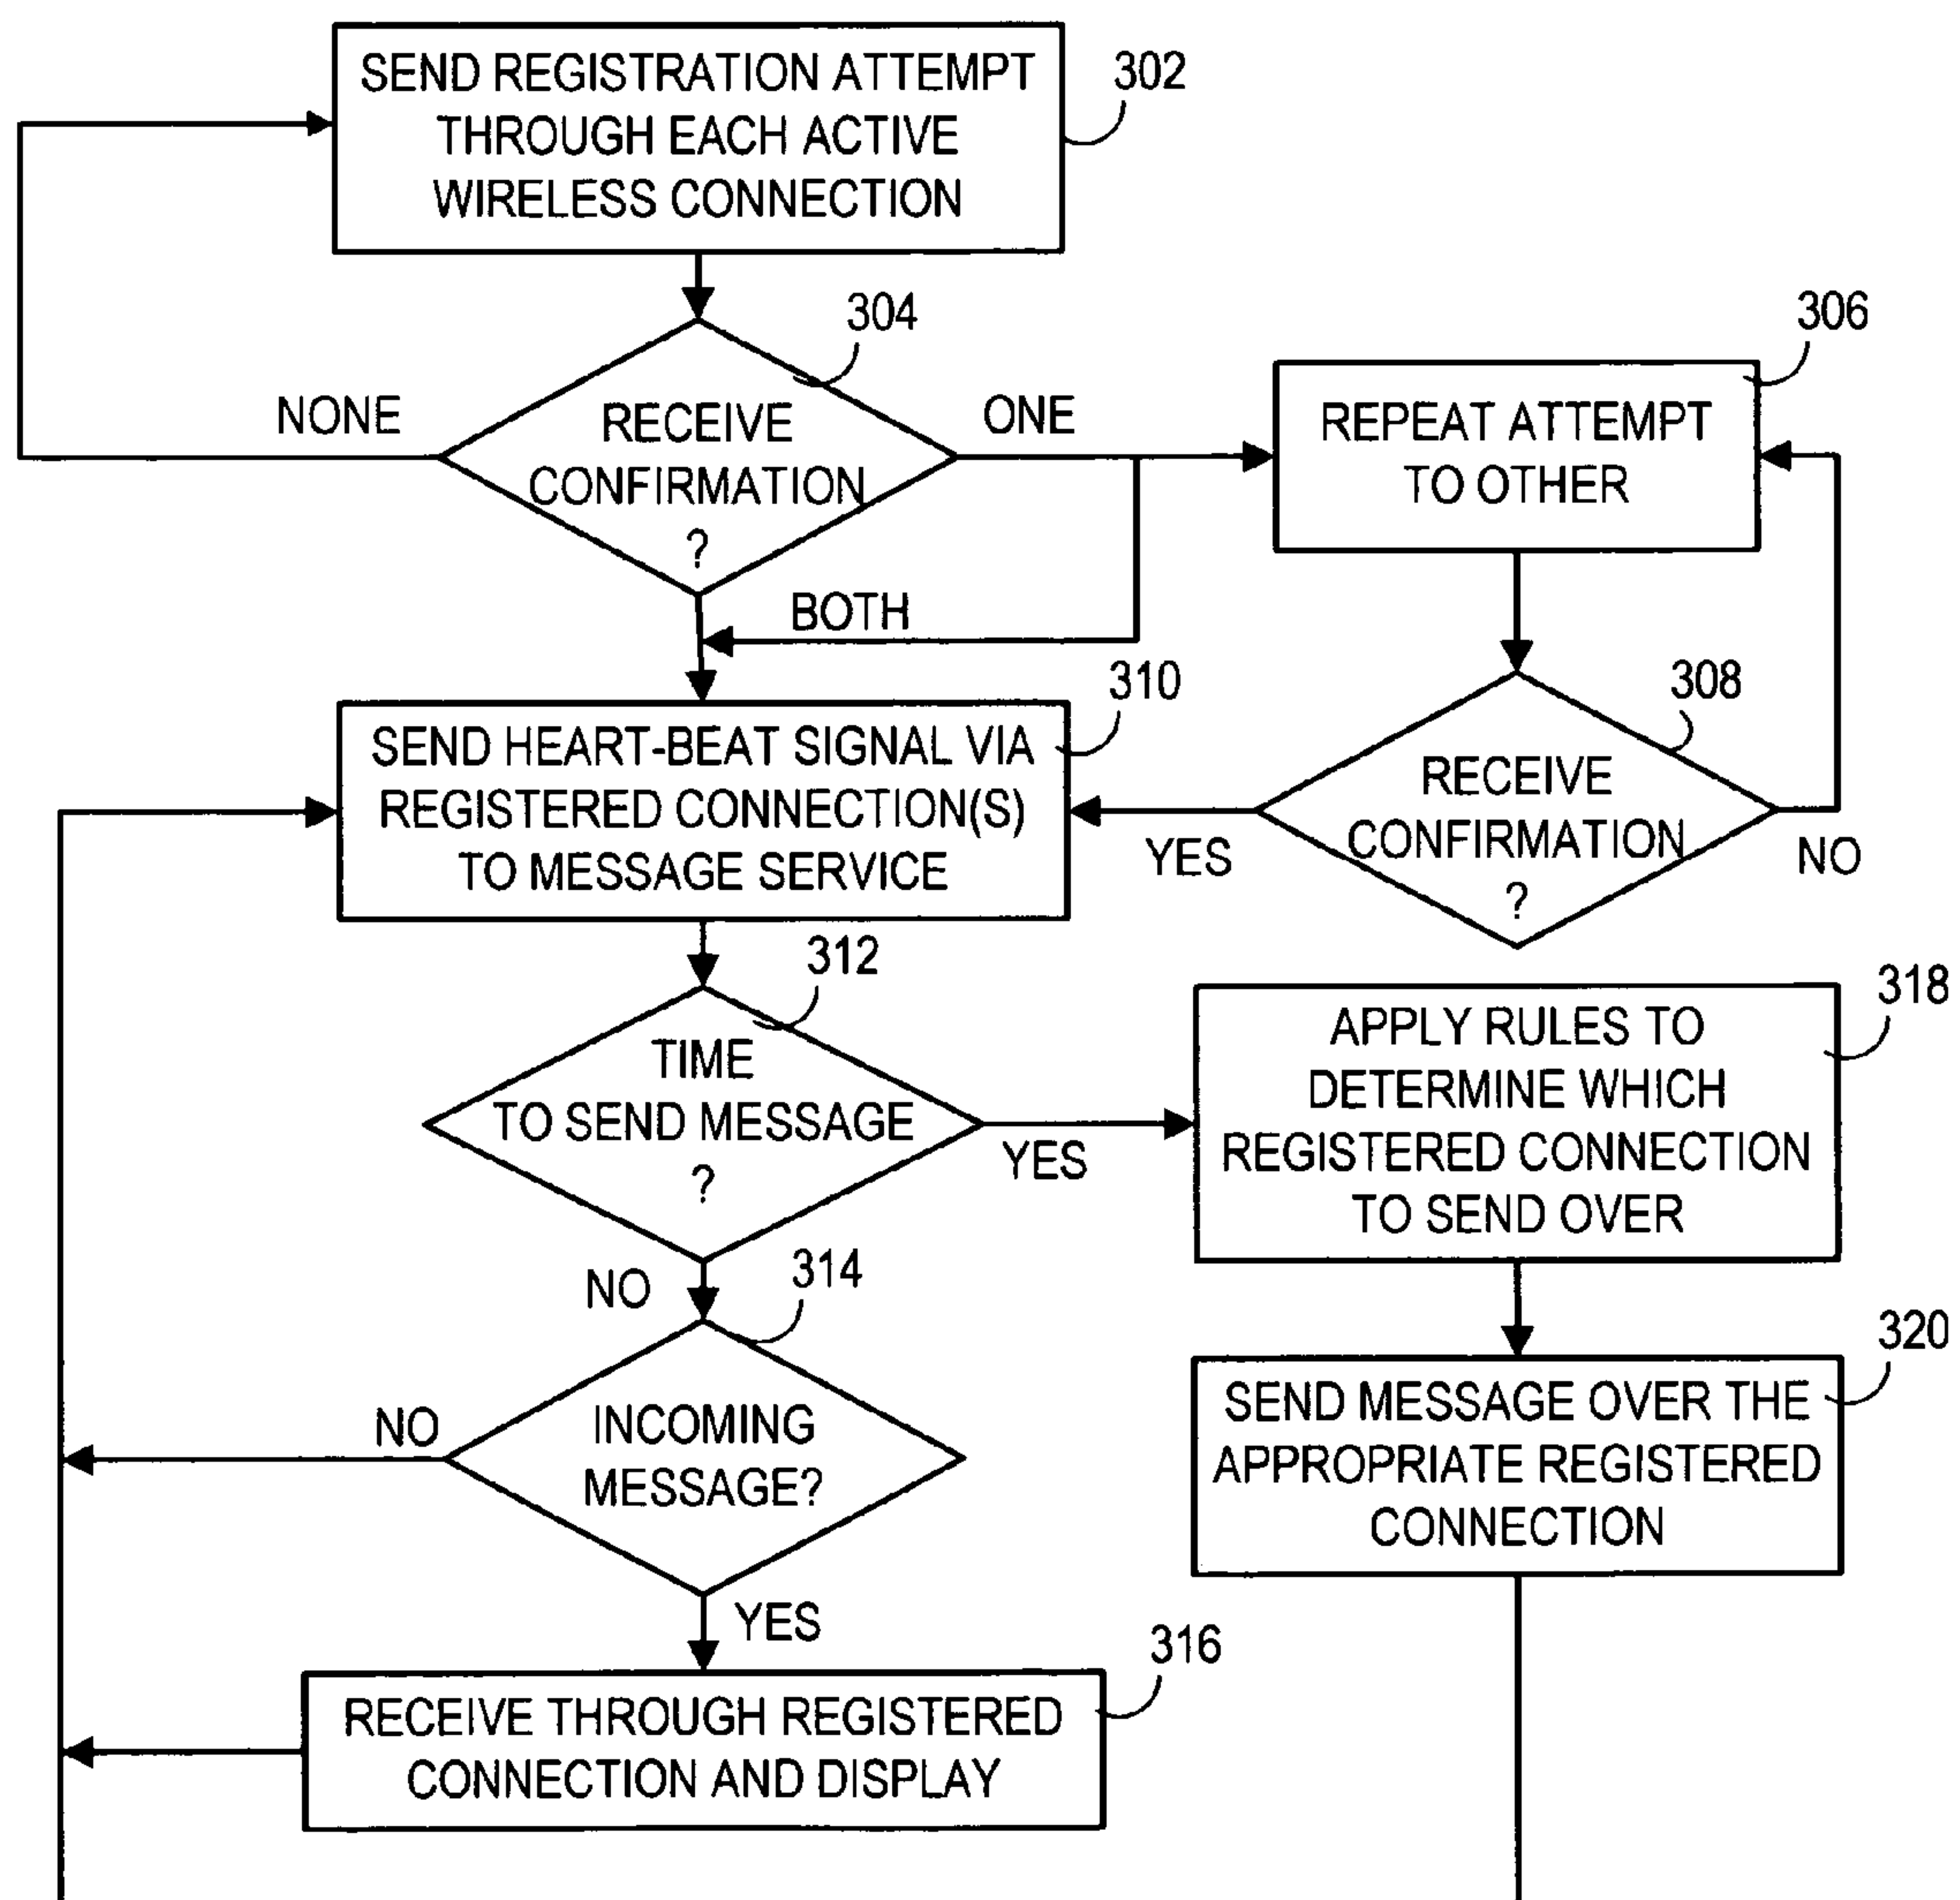 SEND REGISTRATION ATTEMPT
THROUGH EACH ACTIVE
WIRELESS CONNECTION
302
304
306
NONE
RECEIVE
CONFIRMATION
?
ONE
REPEAT ATTEMPT
TO OTHER
BOTH
310
308
SEND HEART-BEAT SIGNAL VIA
REGISTERED CONNECTION(S)
TO MESSAGE SERVICE
YES
RECEIVE
CONFIRMATION
?
NO
312
318
TIME
TO SEND MESSAGE
?
YES
APPLY RULES TO
DETERMINE WHICH
REGISTERED CONNECTION
TO SEND OVER
NO
314
320
NO
INCOMING
MESSAGE?
SEND MESSAGE OVER THE
APPROPRIATE REGISTERED
CONNECTION
YES
316
RECEIVE THROUGH REGISTERED
CONNECTION AND DISPLAY